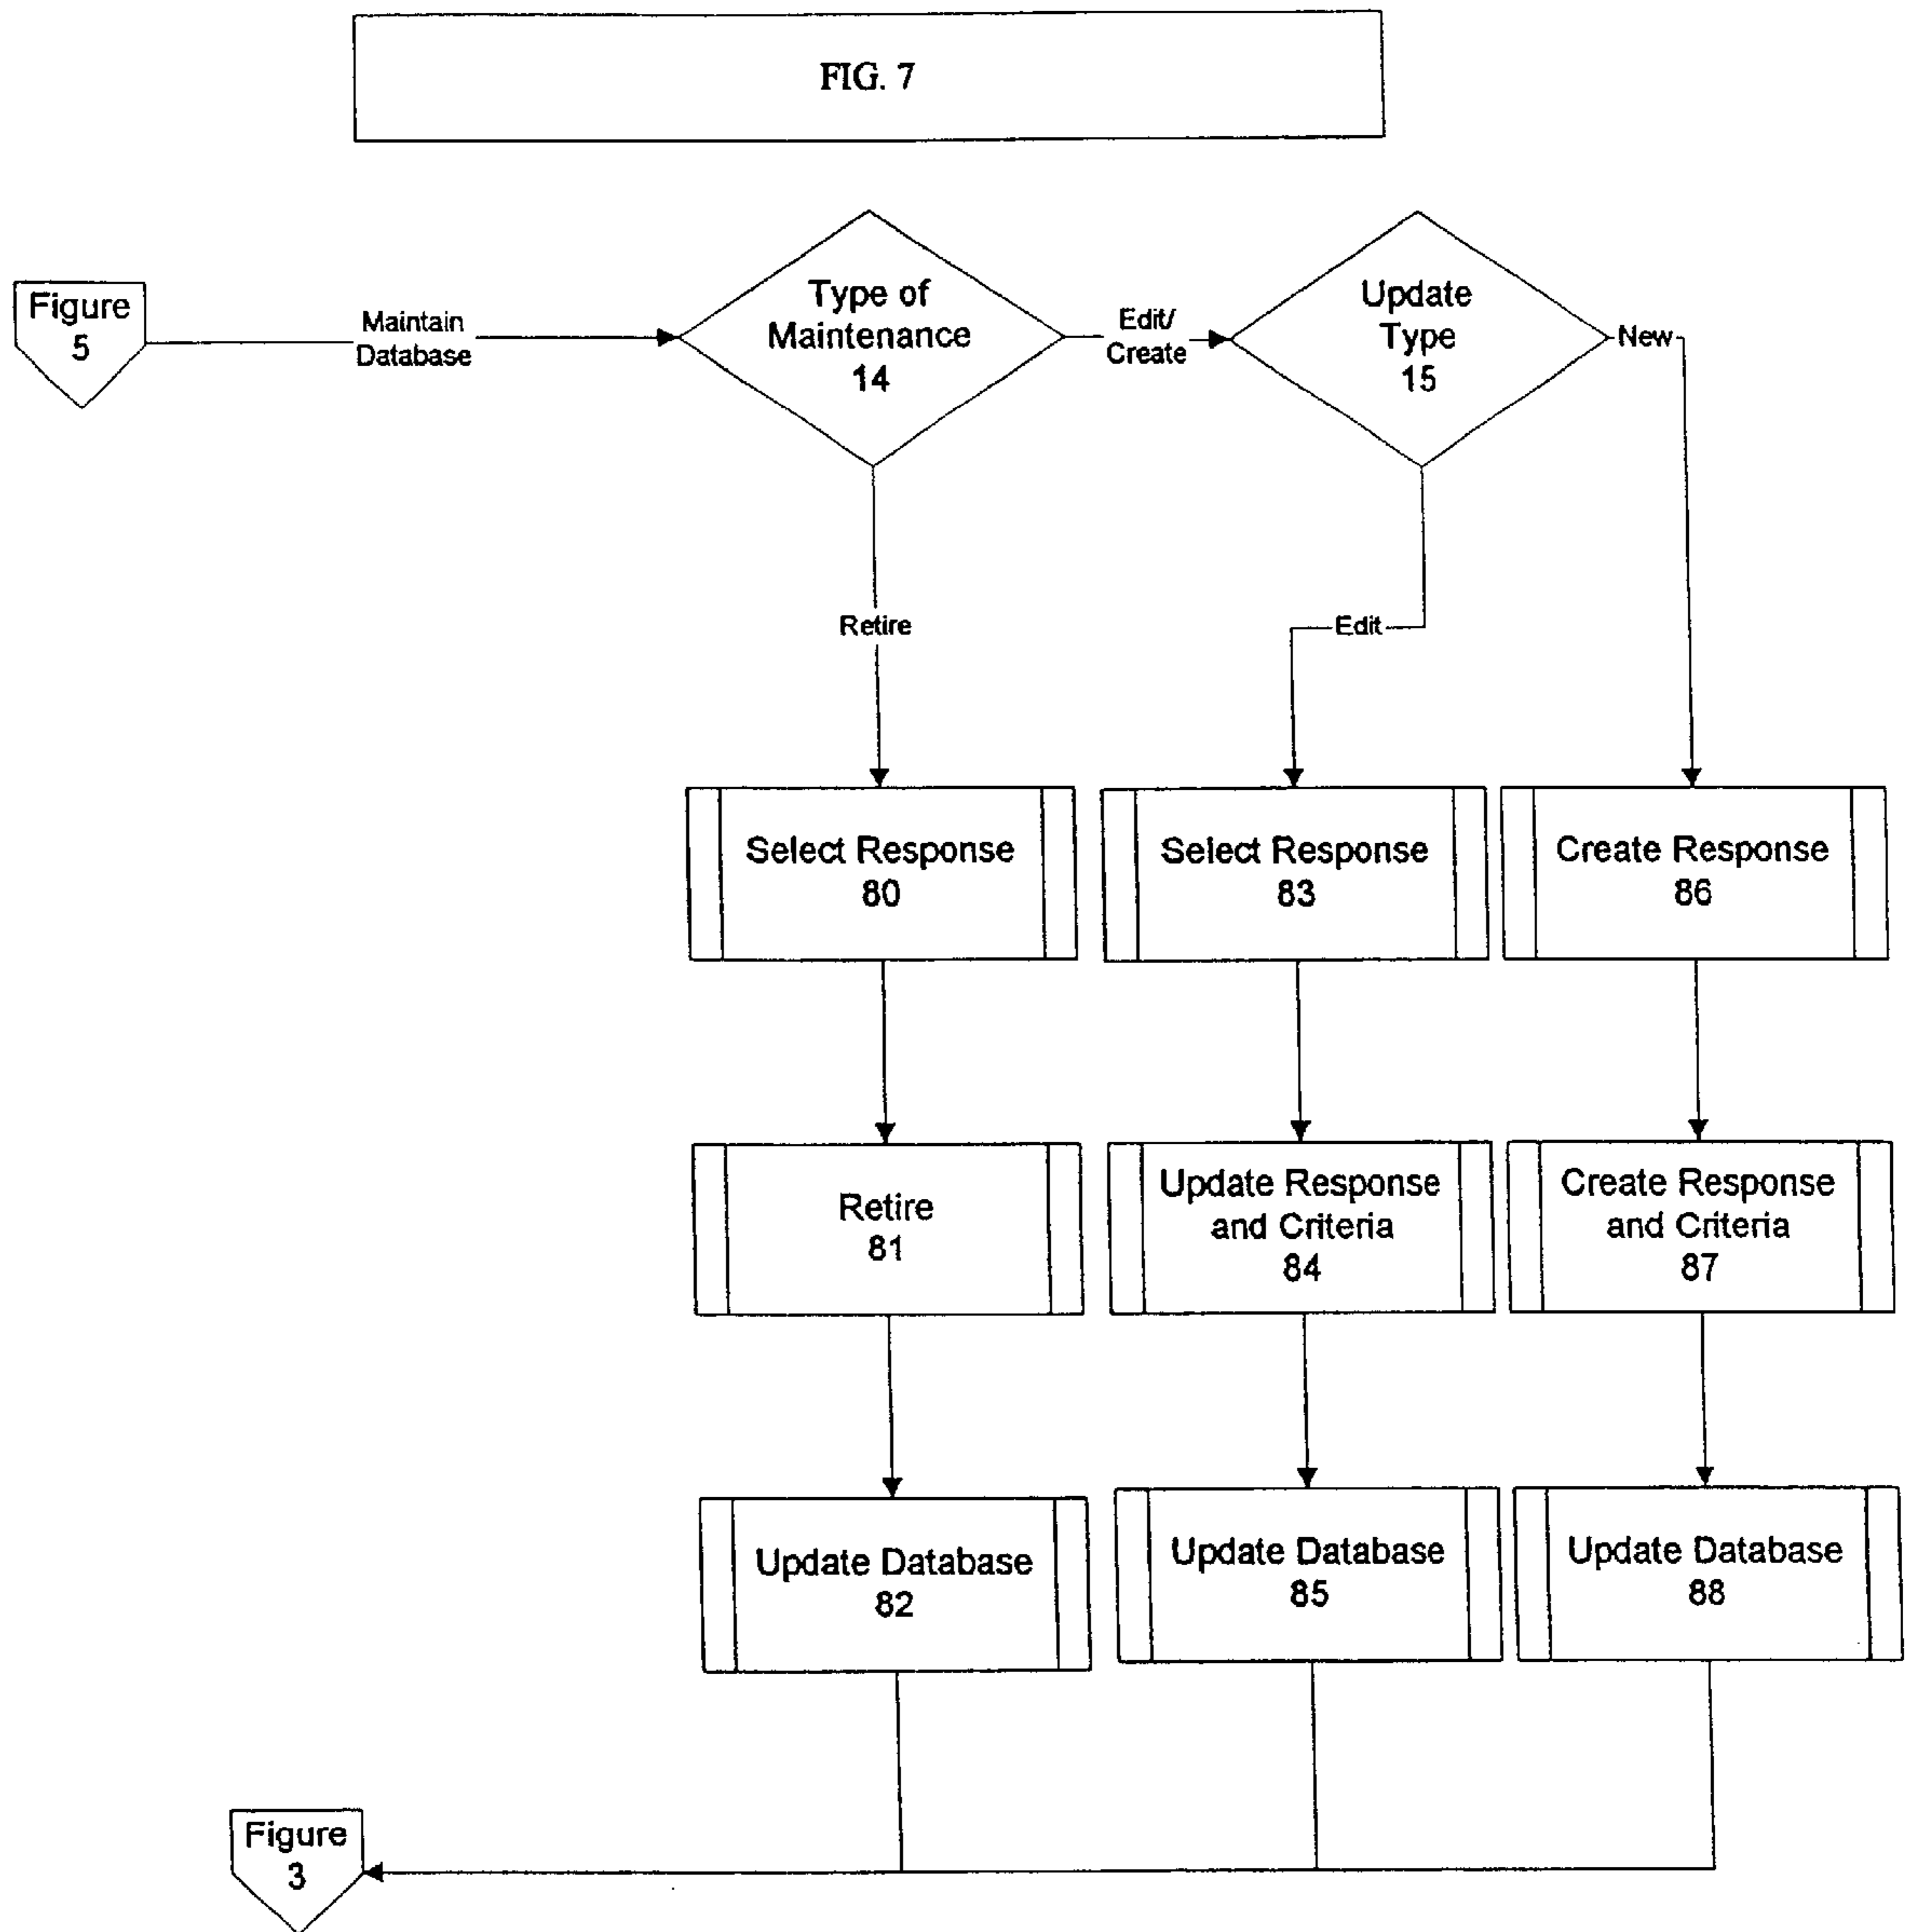 FIG. 7
Figure
5
Maintain
Database
Type of
Maintenance
14
Edit/
Create
Update
Type
15
New
Retire
Edit
Select Response
80
Select Response
83
Create Response
86
Retire
81
Update Response
and Criteria
84
Create Response
and Criteria
87
Update Database
82
Update Database
85
Update Database
88
Figure
3